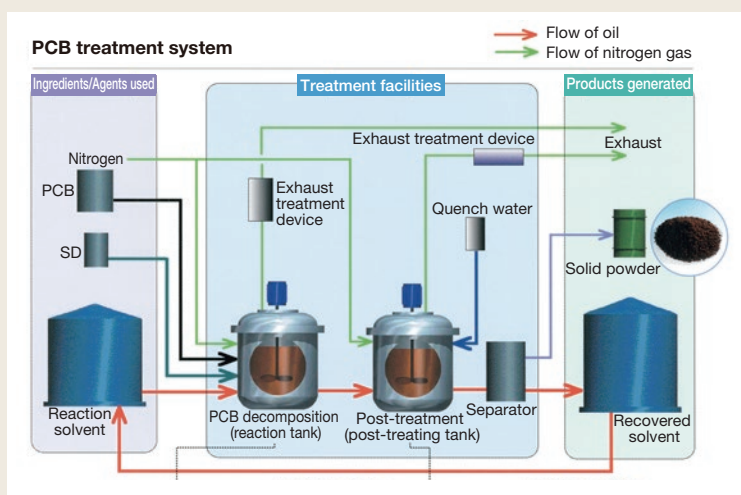 PCB treatment system
Flow of oil
Flow of nitrogen gas
Ingredients/Agents used
Treatment facilities
Products generated
Nitrogen
PCB
SD
Reaction
solvent
Exhaust
treatment
device
Exhaust treatment device
Quench water
PCB decomposition
(reaction tank)
Post-treatment
(post-treating tank)
Separator
Exhaust
Solid powder
Recovered
solvent